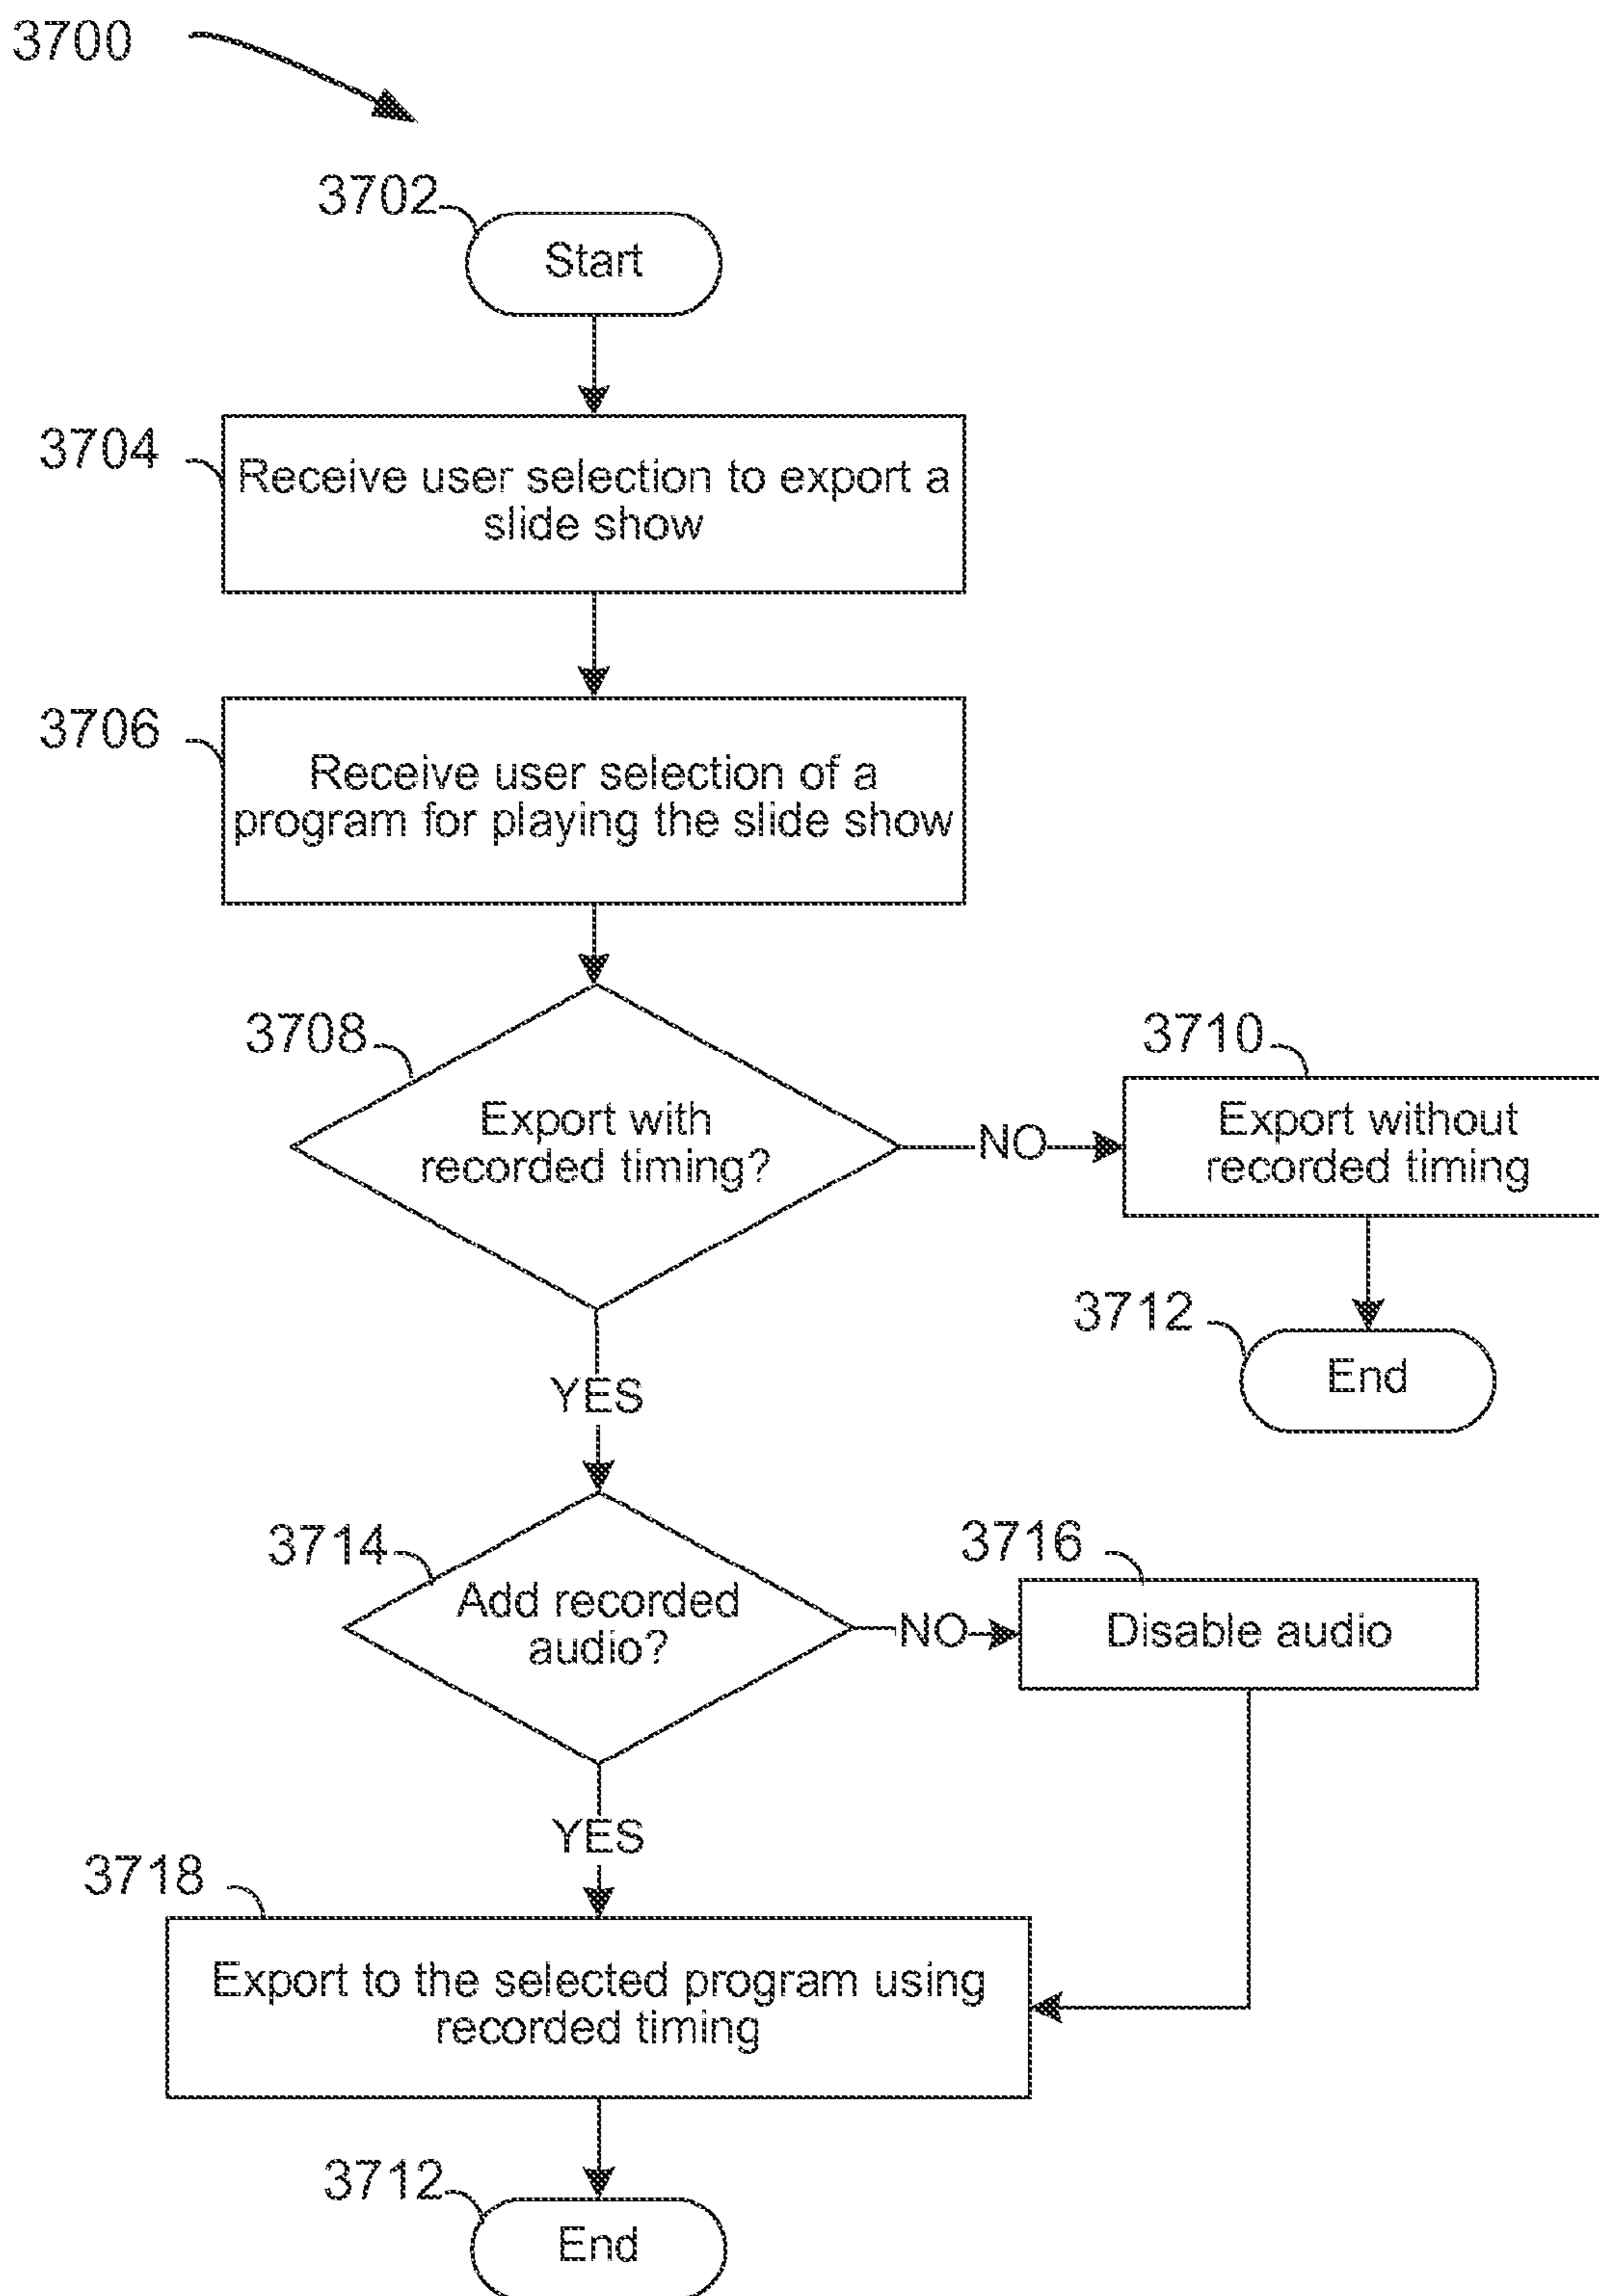 3700
3702
Start
3704
Receive user selection to export a
slide show
3706
Receive user selection of a
program for playing the slide show
3708
Export with
recorded timing?
NO
3710
Export without
recorded timing
3712
End
YES
3714
Add recorded
audio?
NO
3716
Disable audio
YES
3718
Export to the selected program using
recorded timing
3712
End